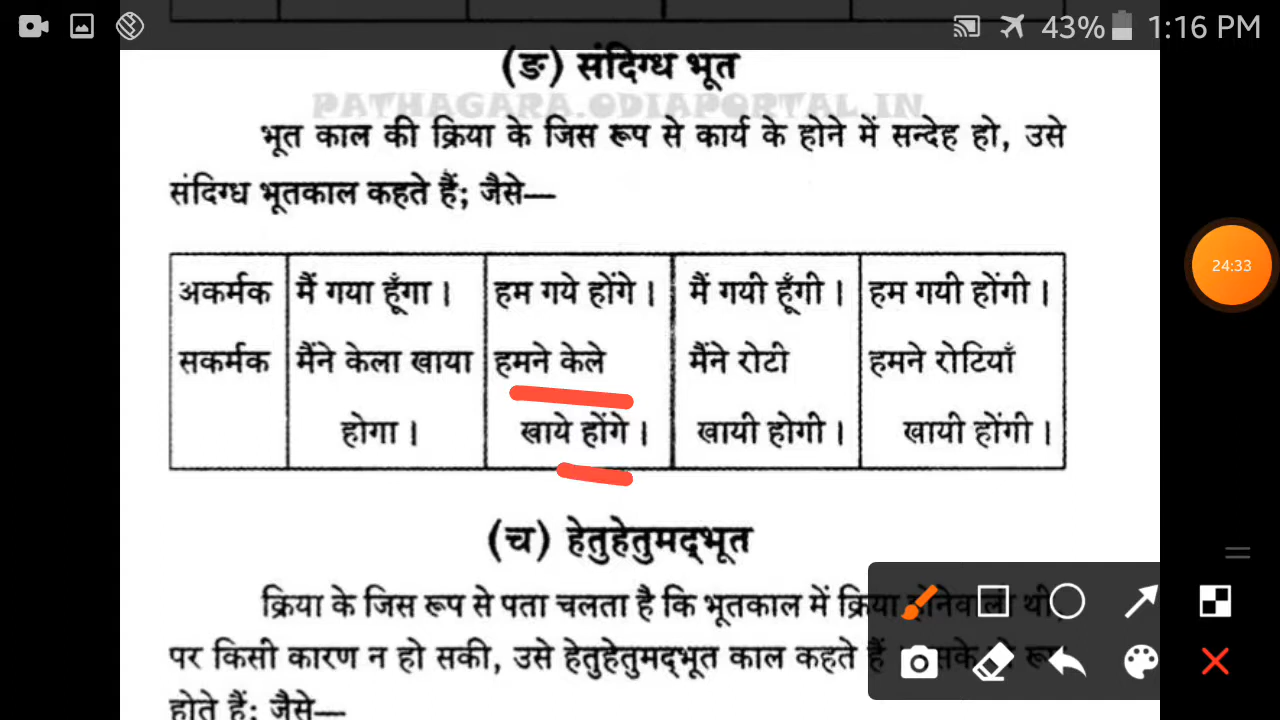 43% 1:16 PM
(ङ) संदिग्ध भूत
PATHAGARA.ODIAPORTAL.IN
भूत काल की क्रिया के जिस रूप से कार्य के होने में सन्देह हो, उसे
संदिग्ध भूतकाल कहते हैं; जैसे—
24:33
अकर्मक मैं गया हूँगा। हम गये होंगे। मैं गयी हूँगी। हम गयी होंगी।
सकर्मक मैंने केला खाया हमने केले मैंने रोटी हमने रोटियाँ
होगा। खाये होंगे। खायी होगी। खायी होंगी।
(च) हेतुहेतुमद्‌भूत
क्रिया के जिस रूप से पता चलता है कि भूतकाल में क्रिया होनेवाली थी,
पर किसी कारण न हो सकी, उसे हेतुहेतुमद्‌भूत काल कहते हैं
होते हैं; जैसे—